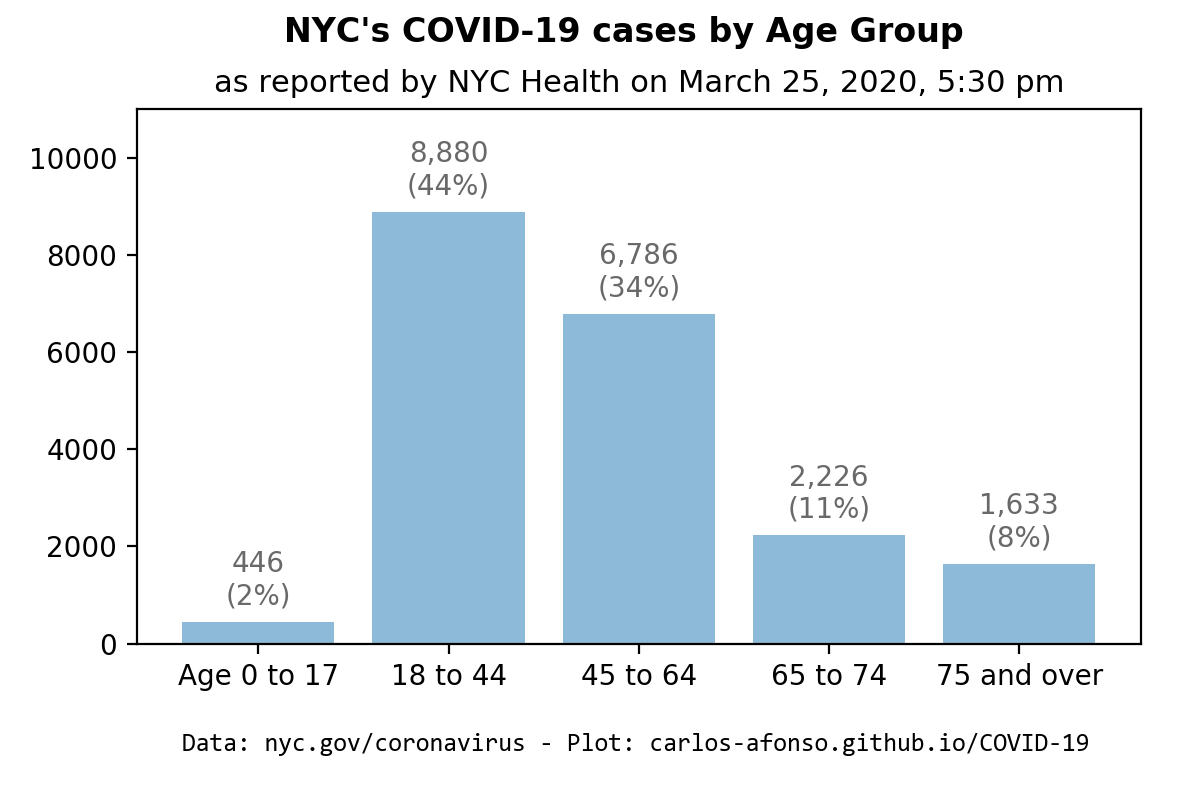 NYC's COVID-19 cases by Age Group
as reported by NYC Health on March 25, 2020, 5:30 pm
10000
8000
6000
4000
2000
0
446
(2%)
8,880
(44%)
6,786
(34%)
2,226
(11%)
1,633
(8%)
Age 0 to 17
18 to 44
45 to 64
65 to 74
75 and over
Data: nyc.gov/coronavirus - Plot: carlos-afonso.github.io/COVID-19